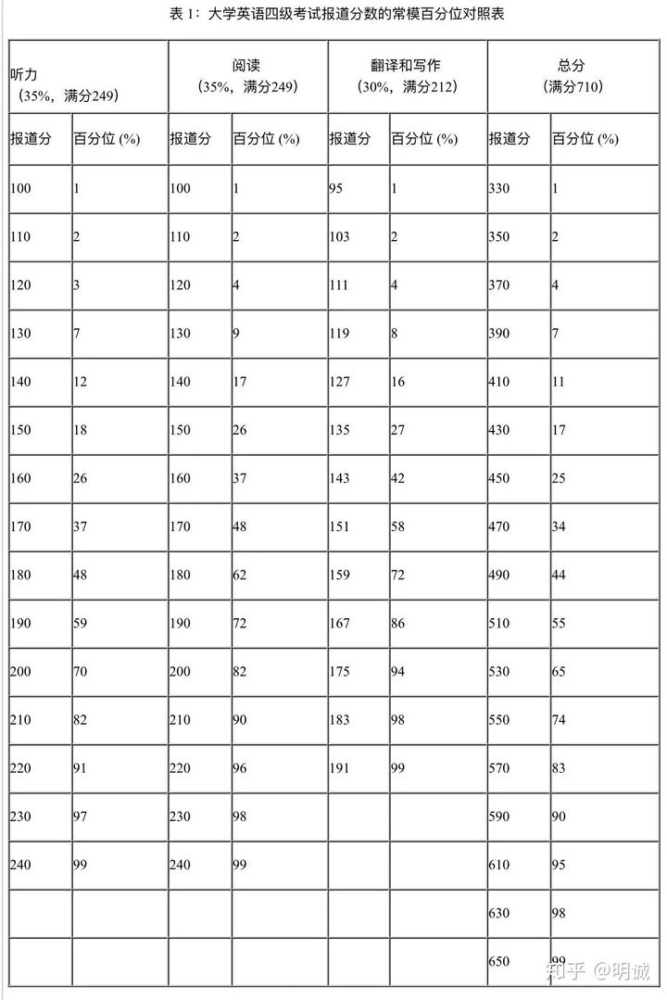 表 1：大学英语四级考试报道分数的常模百分位对照表
听力 阅读 翻译和写作 总分
（35%，满分249） （35%，满分249） （30%，满分212） （满分710）
报道分 百分位 (%) 报道分 百分位 (%) 报道分 百分位 (%) 报道分 百分位 (%)
100 1 100 1 95 1 330 1
110 2 110 2 103 2 350 2
120 3 120 4 111 4 370 4
130 7 130 9 119 8 390 7
140 12 140 17 127 16 410 11
150 18 150 26 135 27 430 17
160 26 160 37 143 42 450 25
170 37 170 48 151 58 470 34
180 48 180 62 159 72 490 44
190 59 190 72 167 86 510 55
200 70 200 82 175 94 530 65
210 82 210 90 183 98 550 74
220 91 220 96 191 99 570 83
230 97 230 98 590 90
240 99 240 99 610 95
630 98
650 99
知乎 @明诚